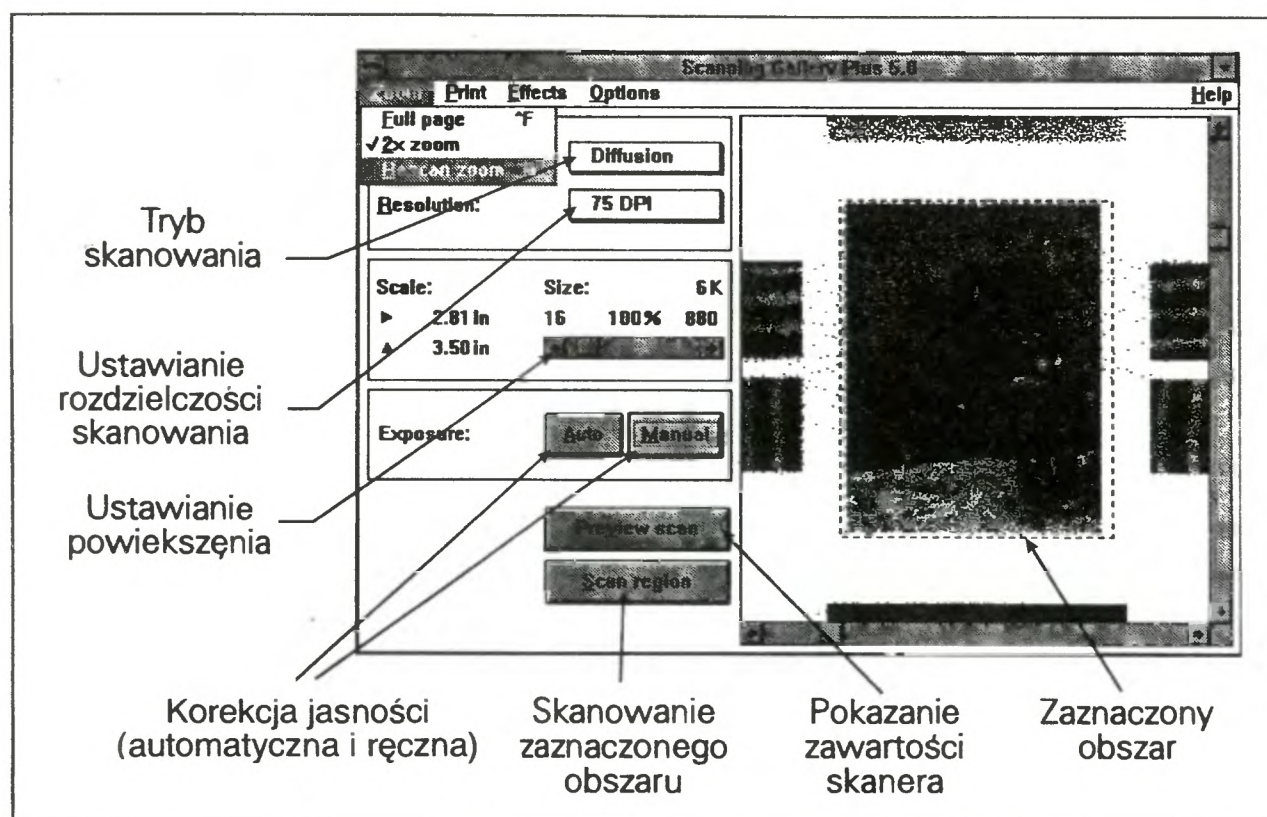 Scanning Gallery Plus 5.0
Print Effects Options Help
Full page ^F
√2x zoom
zoom
Diffusion
Resolution: 75 DPI
Tryb
skanowania
Scale: Size: 6K
2.81 in 16 100% 880
3.50 in
Ustawianie
rozdzielczości
skanowania
Exposure: Auto Manual
Ustawianie
powiekszęnia
Preview scan
Scan region
Korekcja jasności
(automatyczna i ręczna)
Skanowanie
zaznaczonego
obszaru
Pokazanie
zawartości
skanera
Zaznaczony
obszar